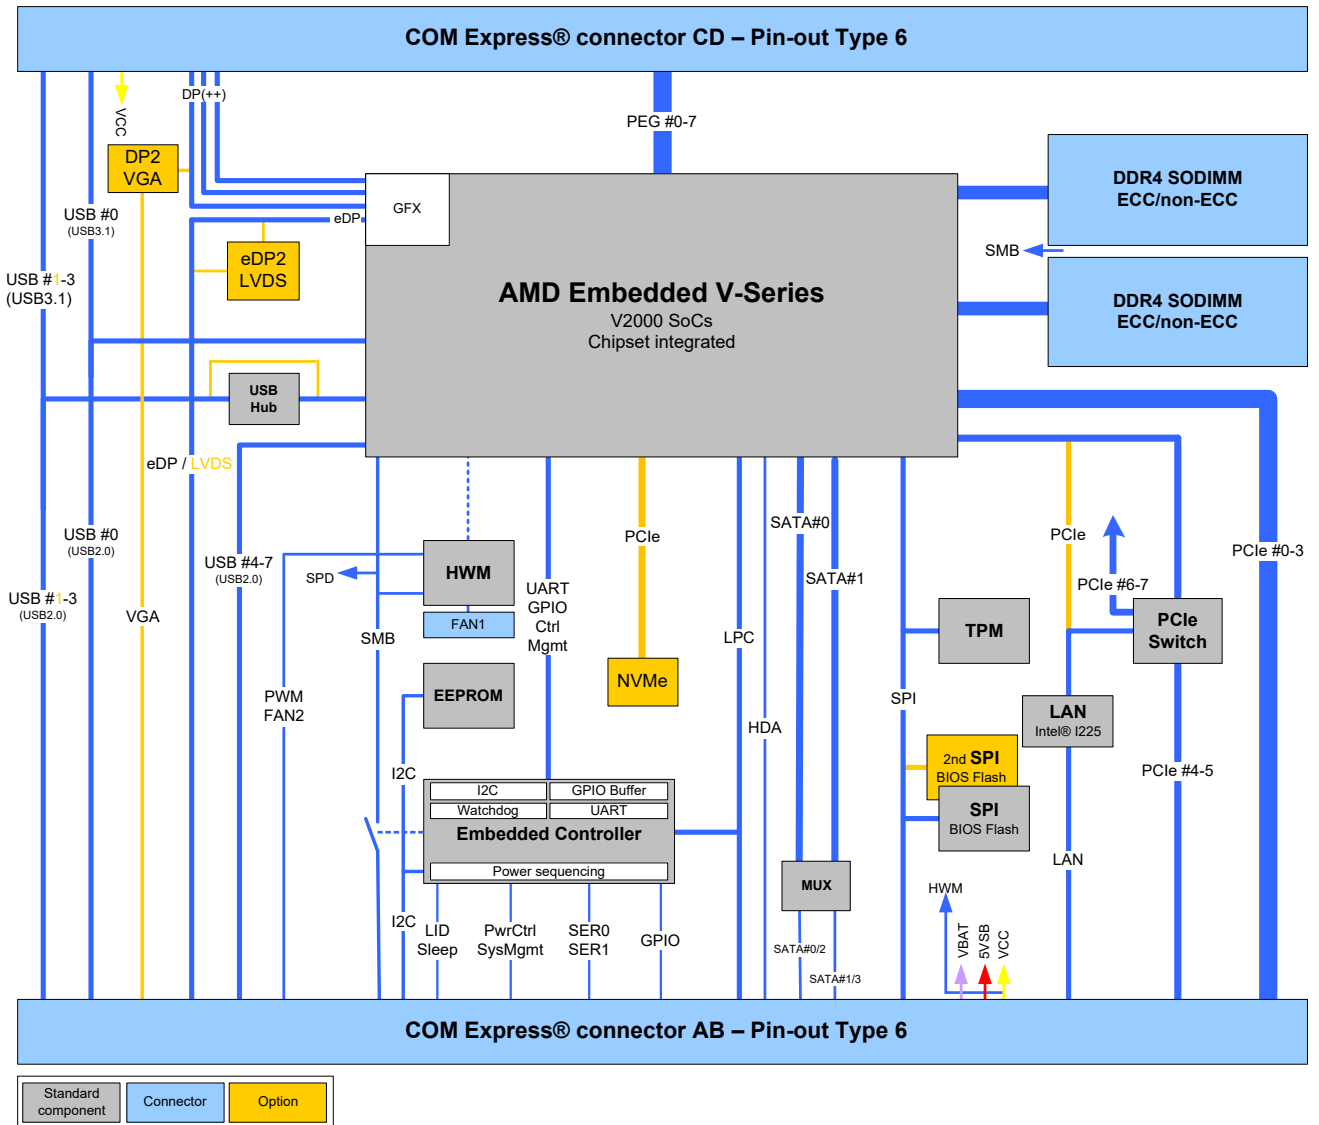 COM Express® connector CD – Pin-out Type 6
DP(++)
VCC
PEG #0-7
DP2
VGA
DDR4 SODIMM
ECC/non-ECC
GFX
USB #0
(USB3.1)
eDP
SMB
eDP2
LVDS
USB #1-3
(USB3.1)
AMD Embedded V-Series
V2000 SoCs
Chipset integrated
DDR4 SODIMM
ECC/non-ECC
USB
Hub
eDP / LVDS
SATA#0
USB #0
(USB2.0)
PCIe
PCIe
PCIe #0-3
USB #4-7
(USB2.0)
SPD
HWM
SATA#1
PCIe #6-7
UART
GPIO
Ctrl
Mgmt
USB #1-3
(USB2.0)
VGA
FAN1
SMB
LPC
TPM
PCIe
Switch
NVMe
EEPROM
PWM
FAN2
SPI
HDA
LAN
Intel® I225
I2C
2nd SPI
BIOS Flash
PCIe #4-5
I2C
GPIO Buffer
Watchdog
UART
Embedded Controller
Power sequencing
SPI
BIOS Flash
MUX
LAN
HWM
I2C
LID
Sleep
PwrCtrl
SysMgmt
SER0
SER1
GPIO
SATA#0/2
SATA#1/3
VBAT
5VSB
VCC
COM Express® connector AB – Pin-out Type 6
Standard
component
Connector
Option